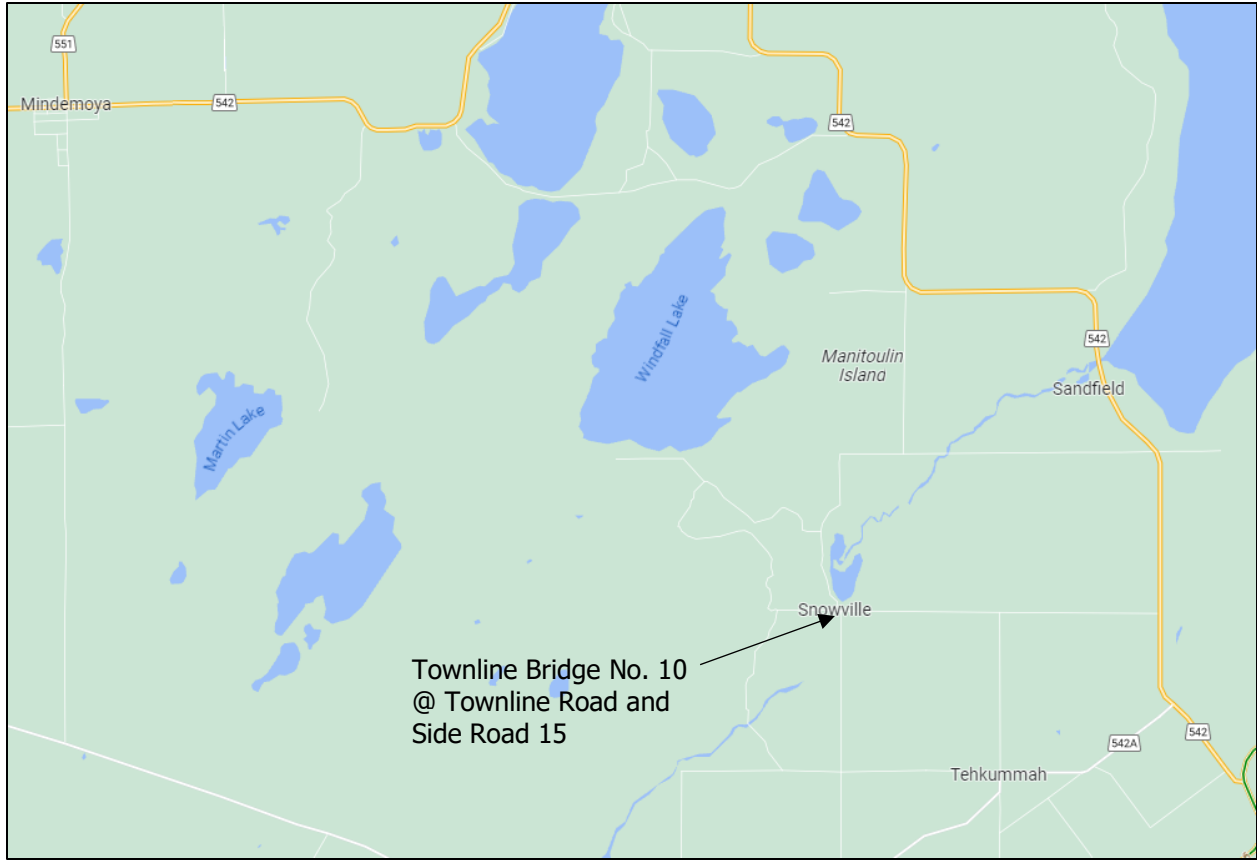 551
Mindemoya
542
542
Windfall Lake
Manitoulin
Island
542
Sandfield
Martin Lake
Snowville
Townline Bridge No. 10
@ Townline Road and
Side Road 15
542A
542
Tehkummah